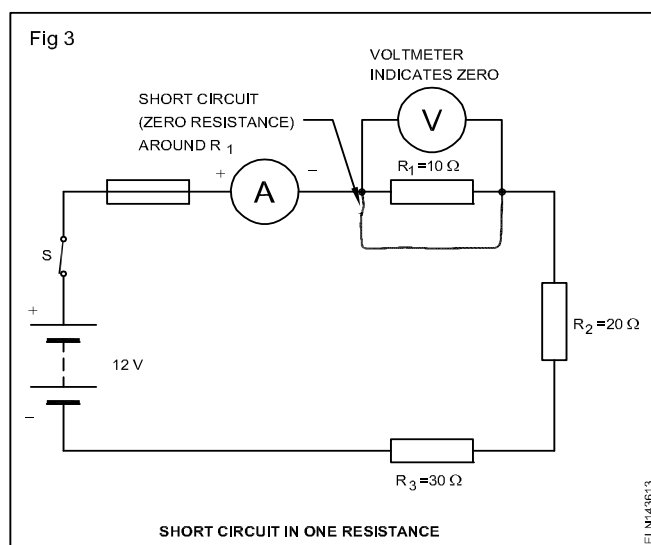 Fig 3
VOLTMETER
INDICATES ZERO
SHORT CIRCUIT
(ZERO RESISTANCE)
AROUND R1
V
R1=10 Ω
+
A
–
S
+
12 V
–
R2=20 Ω
R3=30 Ω
SHORT CIRCUIT IN ONE RESISTANCE
ELN143613